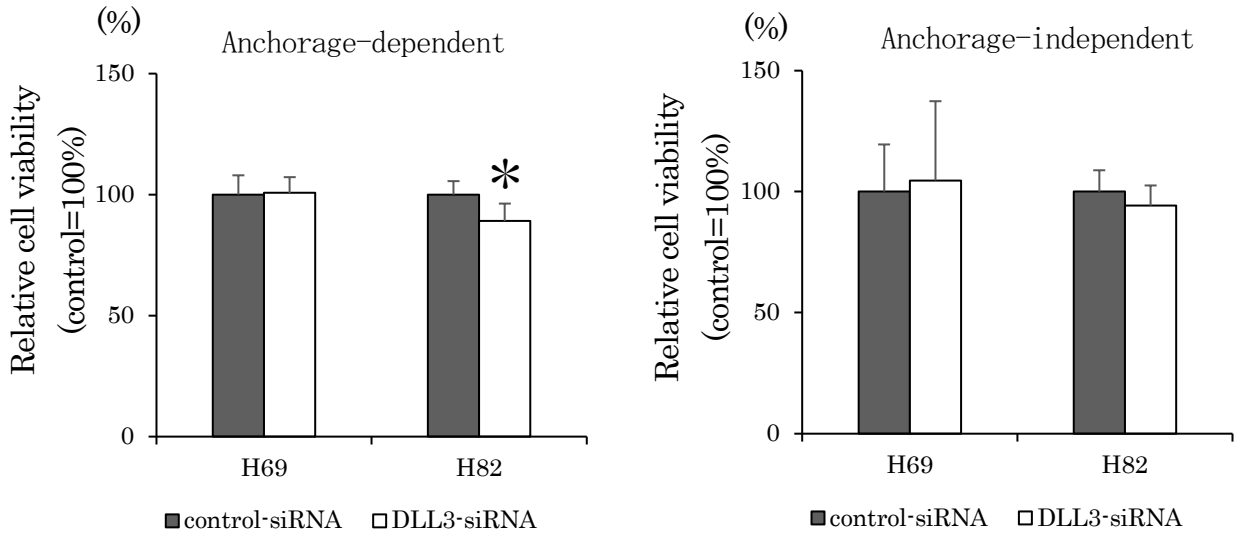 (%)
Anchorage-dependent
Relative cell viability
(control=100%)
150
100
50
0
*
H69
H82
control-siRNA
DLL3-siRNA
(%)
Anchorage-independent
Relative cell viability
(control=100%)
150
100
50
0
H69
H82
control-siRNA
DLL3-siRNA